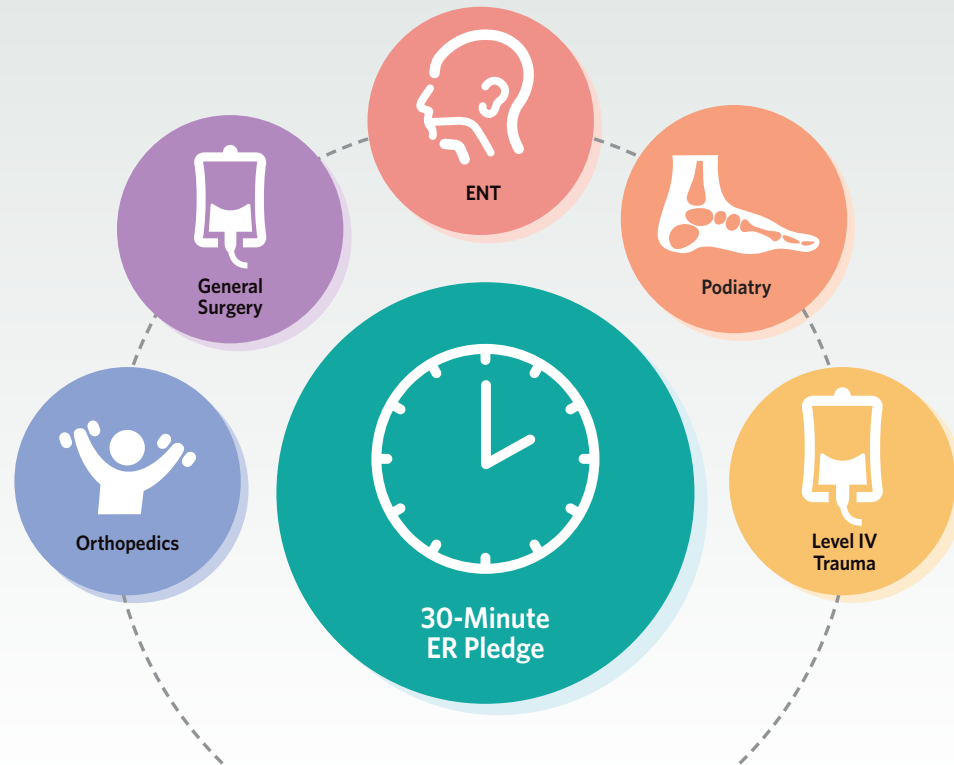 ENT
General
Surgery
Podiatry
Orthopedics
Level IV
Trauma
30-Minute
ER Pledge